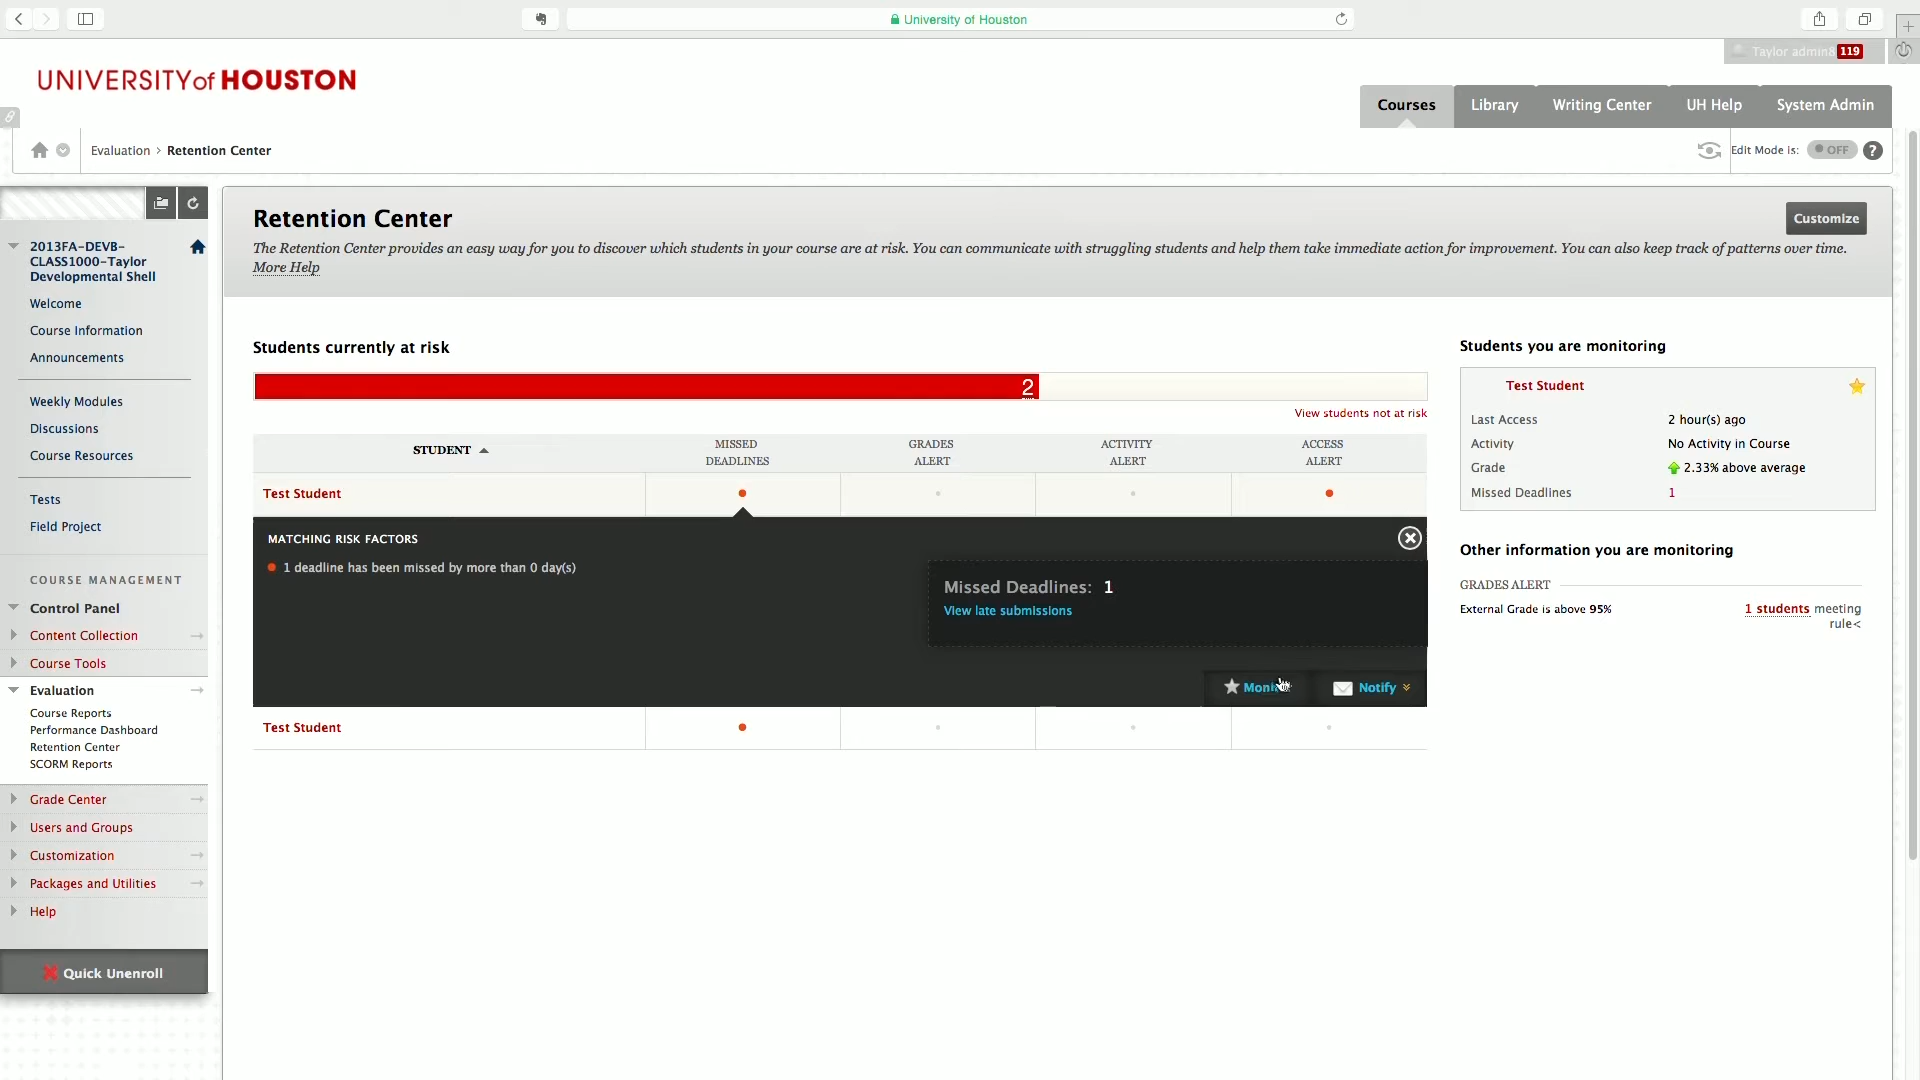 University of Houston
Taylor admin8 119
UNIVERSITY of HOUSTON
Courses
Library
Writing Center
UH Help
System Admin
Evaluation > Retention Center
Edit Mode is: OFF ?
2013FA-DEVB-
CLASS1000-Taylor
Developmental Shell
Welcome
Course Information
Announcements
Weekly Modules
Discussions
Course Resources
Tests
Field Project
COURSE MANAGEMENT
Control Panel
Content Collection
Course Tools
Evaluation
Course Reports
Performance Dashboard
Retention Center
SCORM Reports
Grade Center
Users and Groups
Customization
Packages and Utilities
Help
Quick Unenroll
Retention Center
Customize
The Retention Center provides an easy way for you to discover which students in your course are at risk. You can communicate with struggling students and help them take immediate action for improvement. You can also keep track of patterns over time.
More Help
Students currently at risk
2
View students not at risk
STUDENT
MISSED
DEADLINES
GRADES
ALERT
ACTIVITY
ALERT
ACCESS
ALERT
Test Student
MATCHING RISK FACTORS
1 deadline has been missed by more than 0 day(s)
Missed Deadlines: 1
View late submissions
Notify
Test Student
Students you are monitoring
Test Student
Last Access 2 hour(s) ago
Activity No Activity in Course
Grade 2.33% above average
Missed Deadlines 1
Other information you are monitoring
GRADES ALERT
External Grade is above 95% 1 students meeting
rule<